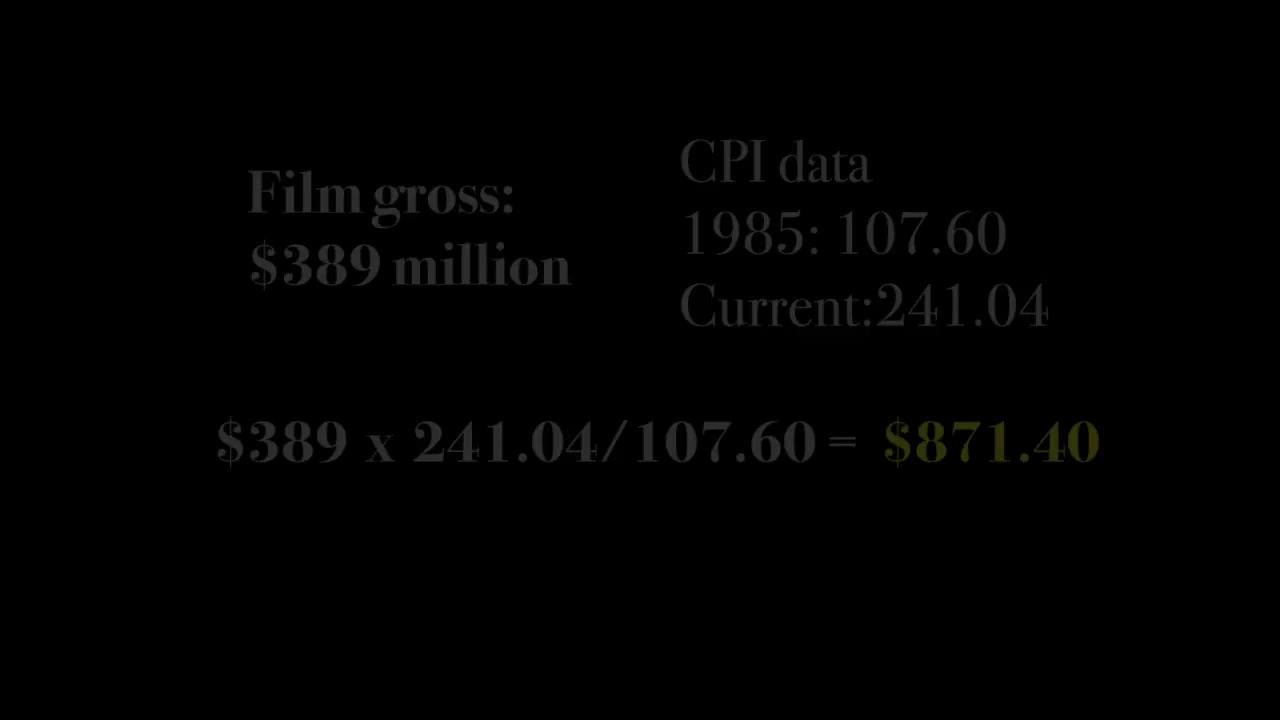 Film gross:
$389 million
CPI data
1985: 107.60
Current:241.04
$389 x 241.04/107.60 = $871.40